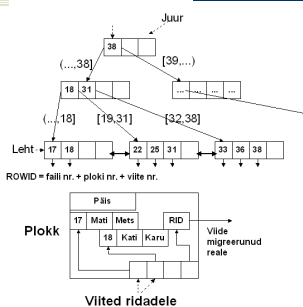 Juur
38
(...,38]
[39,...)
18 31
... ... ... ...
(...,18]
[19,31]
[32,38]
Leht
17 18
22 25 31
33 36 38
ROWID = faili nr. + ploki nr. + viite nr.
Päis
Plokk
17 Mati Mets
RID
18 Kati Karu
Viide
migreerunud
reale
Viited ridadele